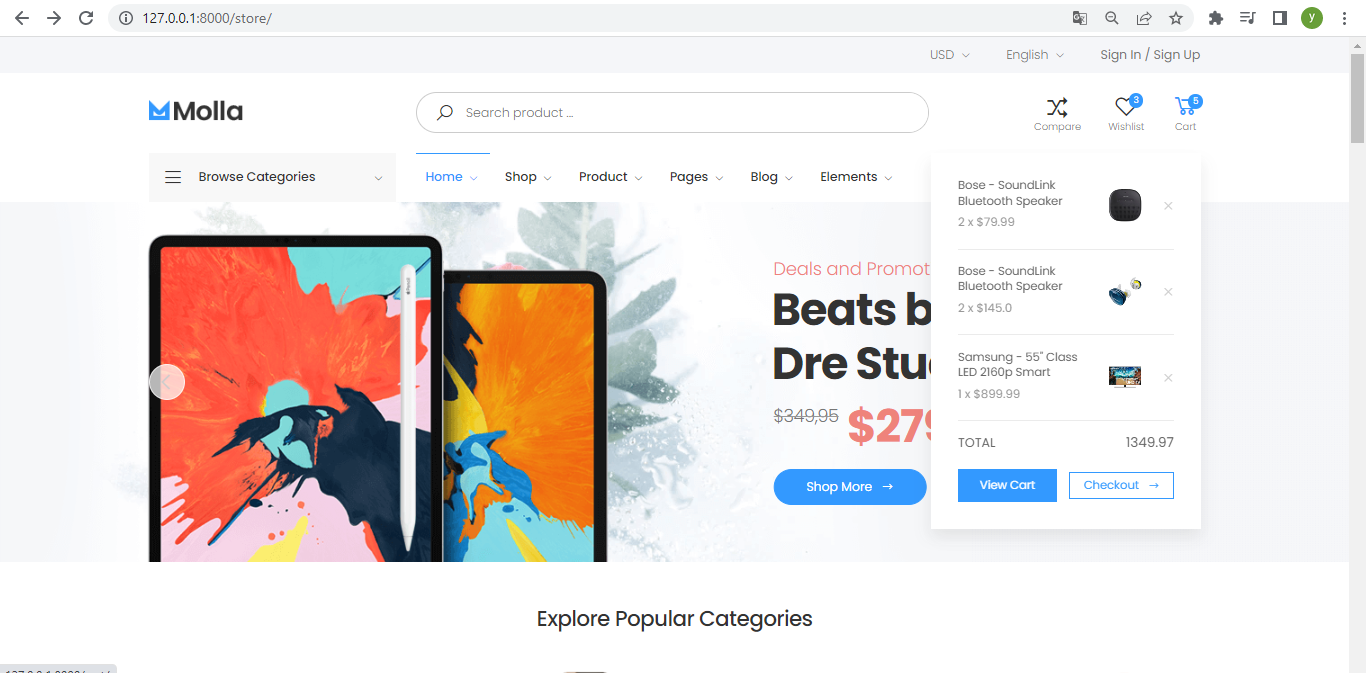 127.0.0.1:8000/store/
y
USD
English
Sign In / Sign Up
Molla
Search product ...
Compare
3
Wishlist
5
Cart
Browse Categories
Home
Shop
Product
Pages
Blog
Elements
Bose - SoundLink
Bluetooth Speaker
2 x $79.99
Bose - SoundLink
Bluetooth Speaker
2 x $145.0
Samsung - 55" Class
LED 2160p Smart
1 x $899.99
TOTAL 1349.97
View Cart
Checkout →
Deals and Promot
Beats b
Dre Stu
$349,95 $279
Shop More →
Explore Popular Categories